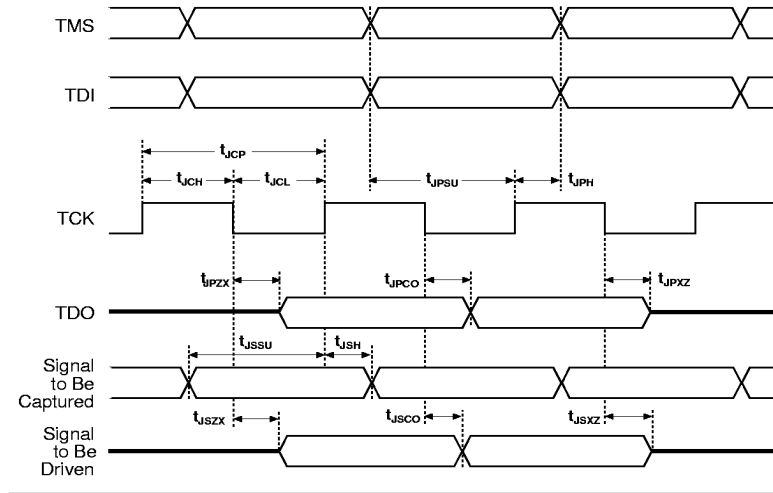 TMS
TDI
tJCP
tJCH
tJCL
tJPSU
tJPH
TCK
tJPZX
tJPCO
tJPXZ
TDO
tJSSU
tJSH
Signal
to Be
Captured
tJSZX
tJSCO
tJSXZ
Signal
to Be
Driven